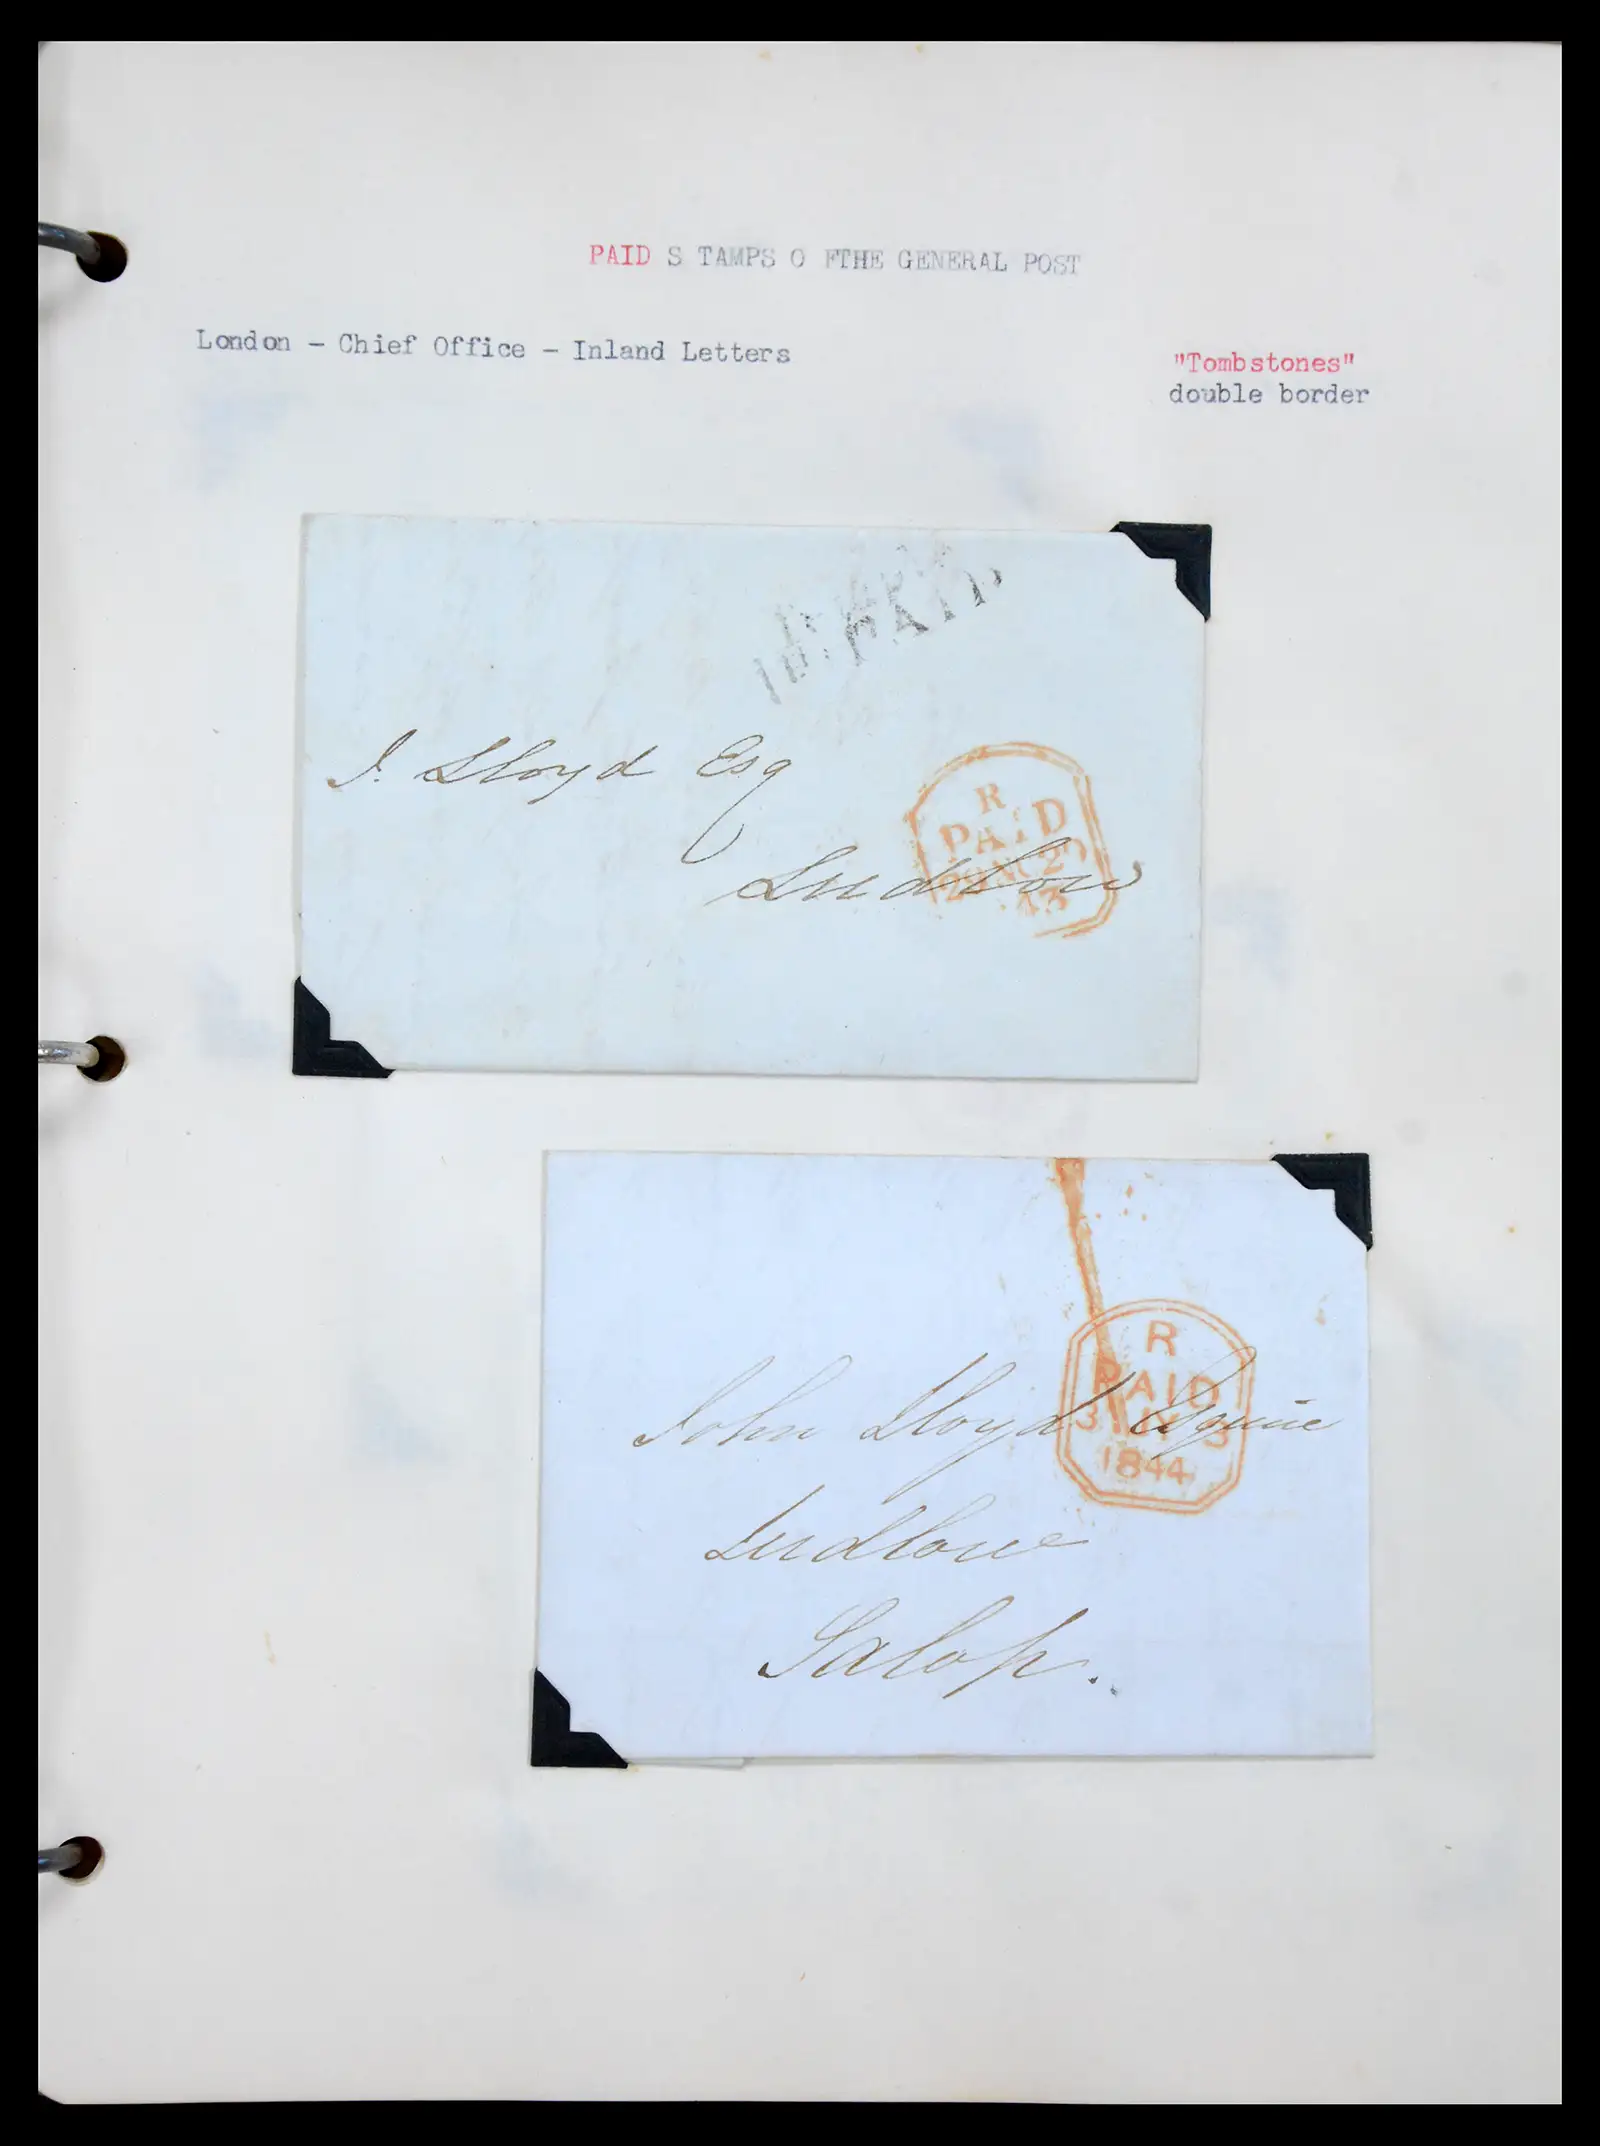 PAID S TAMPS O FTHE GENERAL POST
London - Chief Office - Inland Letters
"Tombstones"
double border
PAID
J. Lloyd Esq
Ludlow
R
PAID
43
John Lloyd Esquire
Ludlow
Salop.
R
PAID
1844